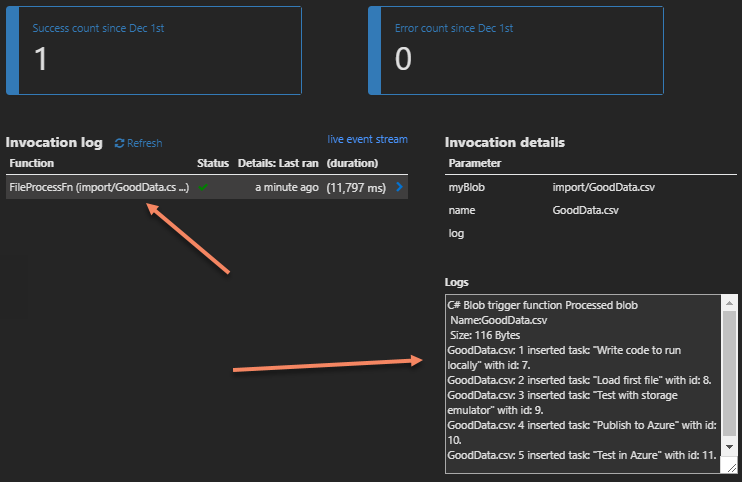 Success count since Dec 1st
1
Error count since Dec 1st
0
Invocation log Refresh live event stream
Function Status Details: Last ran (duration)
FileProcessFn (import/GoodData.cs ...) a minute ago (11,797 ms)
Invocation details
Parameter
myBlob import/GoodData.csv
name GoodData.csv
log
Logs
C# Blob trigger function Processed blob
Name:GoodData.csv
Size: 116 Bytes
GoodData.csv: 1 inserted task: "Write code to run
locally" with id: 7.
GoodData.csv: 2 inserted task: "Load first file" with id: 8.
GoodData.csv: 3 inserted task: "Test with storage
emulator" with id: 9.
GoodData.csv: 4 inserted task: "Publish to Azure" with id:
10.
GoodData.csv: 5 inserted task: "Test in Azure" with id: 11.